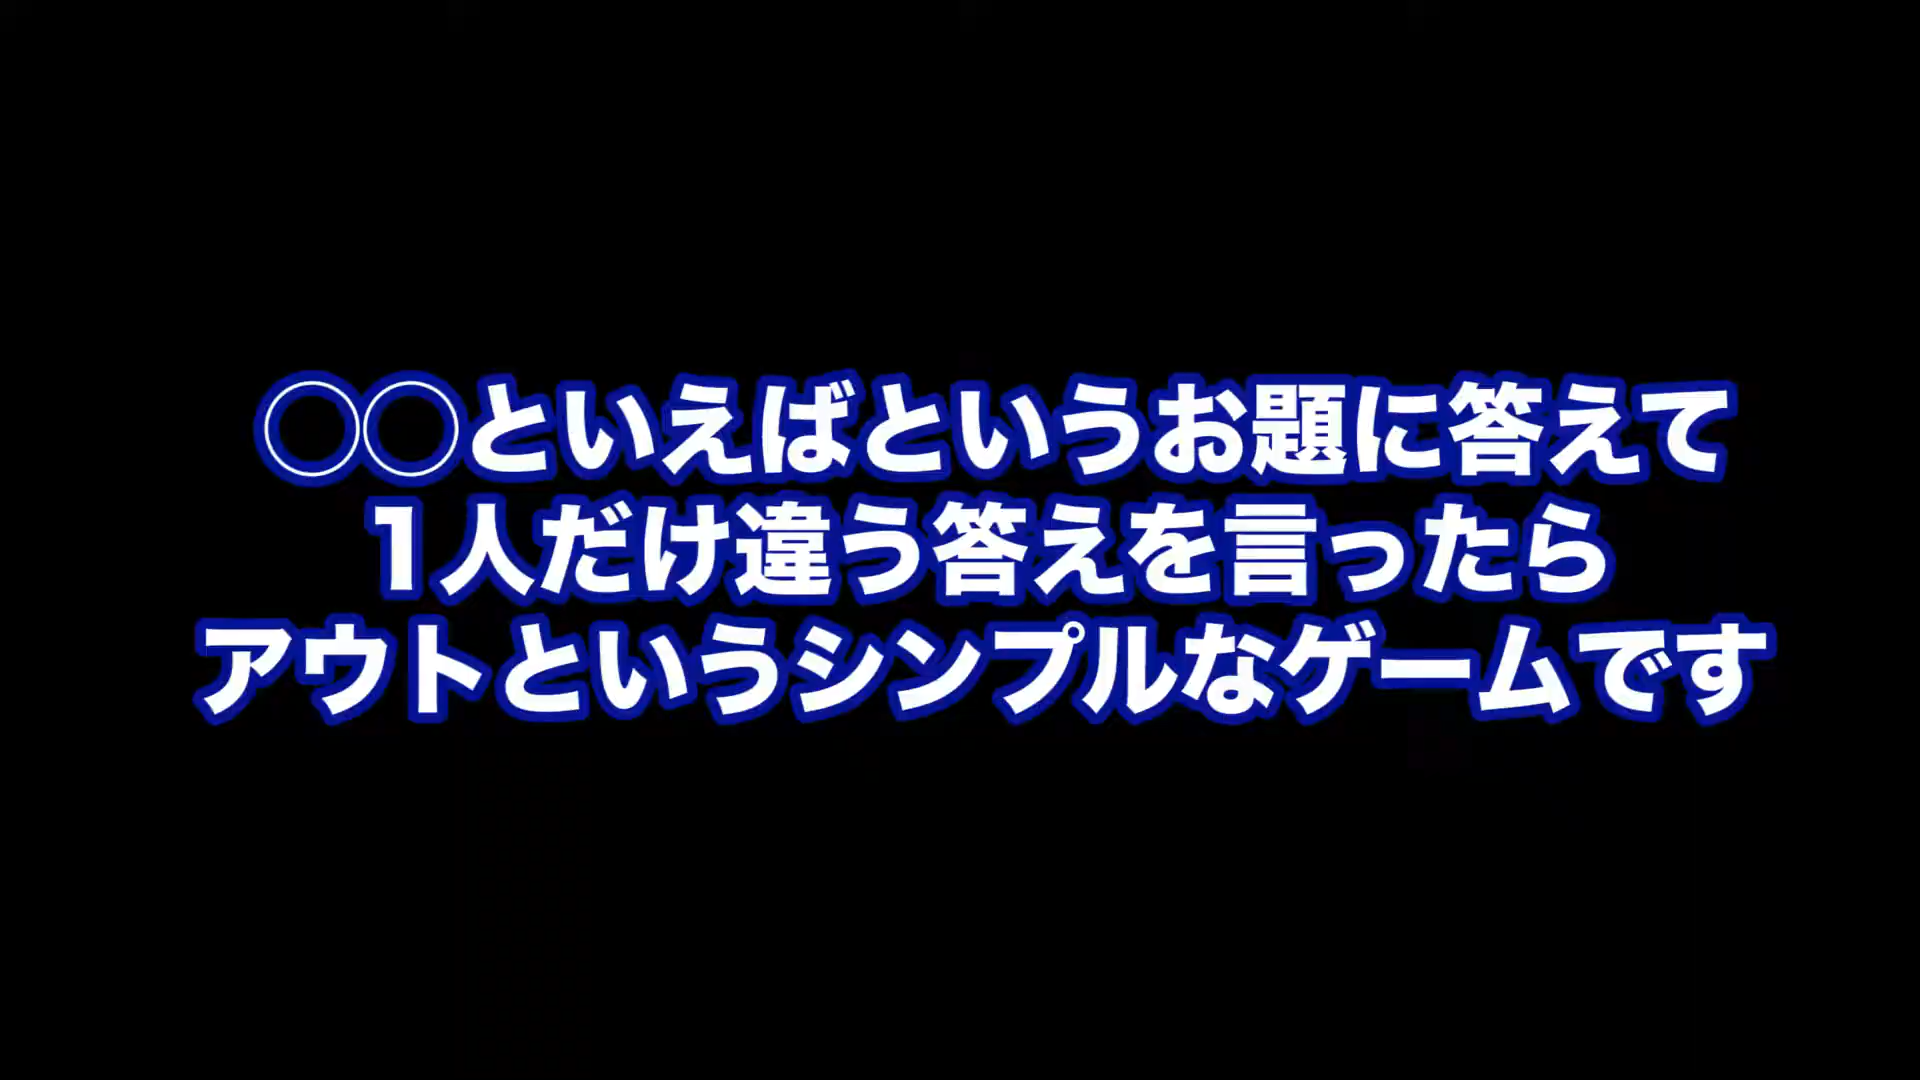 ◯◯といえばというお題に答えて
1人だけ違う答えを言ったら
アウトというシンプルなゲームです